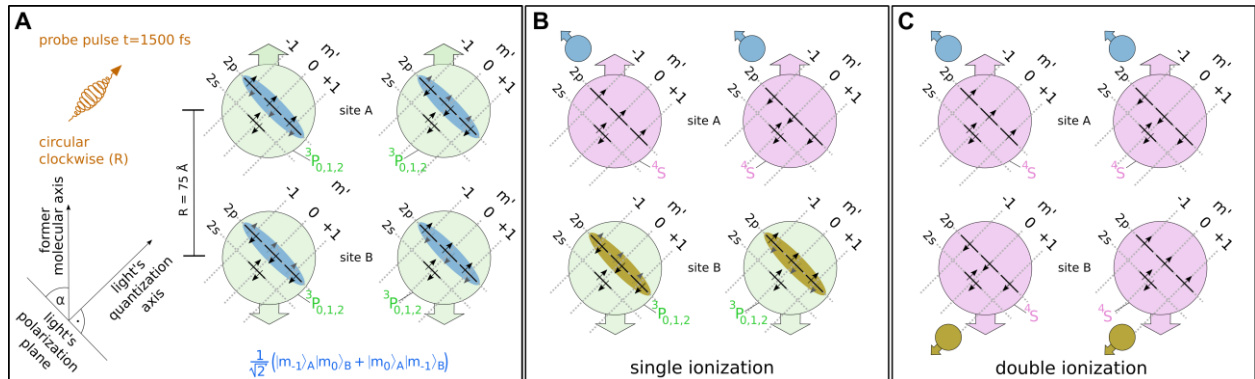 A
probe pulse t=1500 fs
circular
clockwise (R)
former
molecular axis
α
light's
quantization
axis
light's
polarization
plane
R = 75 Å
2s
2p
-1
0
+1
m'
site A
³P₀,₁,₂
2s
2p
-1
0
+1
m'
³P₀,₁,₂
2s
2p
-1
0
+1
m'
site B
³P₀,₁,₂
2s
2p
-1
0
+1
m'
³P₀,₁,₂
1/√2 (|m₋₁⟩A|m₀⟩B + |m₀⟩A|m₋₁⟩B)
B
2s
2p
-1
0
+1
m'
site A
⁴S
2s
2p
-1
0
+1
m'
⁴S
2s
2p
-1
0
+1
m'
site B
³P₀,₁,₂
2s
2p
-1
0
+1
m'
³P₀,₁,₂
single ionization
C
2s
2p
-1
0
+1
m'
site A
⁴S
2s
2p
-1
0
+1
m'
⁴S
2s
2p
-1
0
+1
m'
site B
⁴S
2s
2p
-1
0
+1
m'
⁴S
double ionization